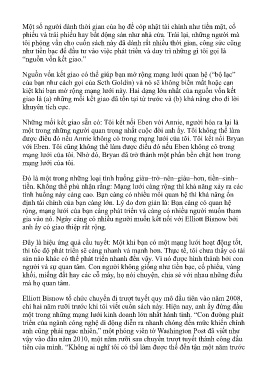 Một số người dành thời gian của họ để cóp nhặt tài chính như tiền mặt, cổ
phiếu và trái phiếu hay bất động sản như nhà cửa. Trái lại, những người mà
tôi phỏng vấn cho cuốn sách này đã dành rất nhiều thời gian, công sức cũng
như tiền bạc để đầu tư vào việc phát triển và duy trì những gì tôi gọi là
“nguồn vốn kết giao.”
Nguồn vốn kết giao có thể giúp bạn mở rộng mạng lưới quan hệ (“bộ lạc”
của bạn như cách gọi của Seth Godin) và nó sẽ không biến mất hoặc cạn
kiệt khi bạn mở rộng mạng lưới này. Hai dạng lớn nhất của nguồn vốn kết
giao là (a) những mối kết giao đã tồn tại từ trước và (b) khả năng cho đi lời
khuyên tích cực.
Những mối kết giao sẵn có: Tôi kết nối Eben với Annie, người hóa ra lại là
một trong những người quan trọng nhất cuộc đời anh ấy. Tôi không thể làm
được điều đó nếu Annie không có trong mạng lưới của tôi. Tôi kết nối Bryan
với Eben. Tôi cũng không thể làm được điều đó nếu Eben không có trong
mạng lưới của tôi. Nhờ đó, Bryan đã trở thành một phần bền chặt hơn trong
mạng lưới của tôi.
Đó là một trong những loại tình huống giàu–trở–nên–giàu–hơn, tiến–sinh–
tiền. Không thể phủ nhận rằng: Mạng lưới càng rộng thì khả năng xảy ra các
tình huống này càng cao. Bạn càng có nhiều mối quan hệ thì khả năng ổn
định tài chính của bạn càng lớn. Lý do đơn giản là: Bạn càng có quan hệ
rộng, mạng lưới của bạn càng phát triển và càng có nhiều người muốn tham
gia vào nó. Ngày càng có nhiều người muốn kết nối với Elliott Bisnow bởi
anh ấy có giao thiệp rất rộng.
Đây là hiệu ứng quả cầu tuyết: Một khi bạn có một mạng lưới hoạt động tốt,
thì tốc độ phát triển sẽ càng nhanh và mạnh hơn. Thực tế, tôi chưa thấy có tài
sản nào khác có thể phát triển nhanh đến vậy. Vì nó được hình thành bởi con
người và sự quan tâm. Con người không giống như tiền bạc, cổ phiếu, vàng
khối, miếng đất hay các cổ máy, họ nói chuyện, chia sẻ với nhau những điều
mà họ quan tâm.
Elliott Bisnow tổ chức chuyến đi trượt tuyết quy mô đầu tiên vào năm 2008,
chỉ hai năm rưỡi trước khi tôi viết cuốn sách này. Hiện nay, anh ấy đứng đầu
một trong những mạng lưới kinh doanh lớn nhất hành tinh. “Con đường phát
triển của ngành công nghệ di động diễn ra nhanh chóng đến mức khiến chính
anh cũng phải ngạc nhiên,” một phóng viên tờ Washington Post đã viết như
vậy vào đầu năm 2010, một năm rưỡi sau chuyến trượt tuyết thành công đầu
tiên của mình. “Không ai nghĩ tôi có thể làm được thế đến tận một năm trước